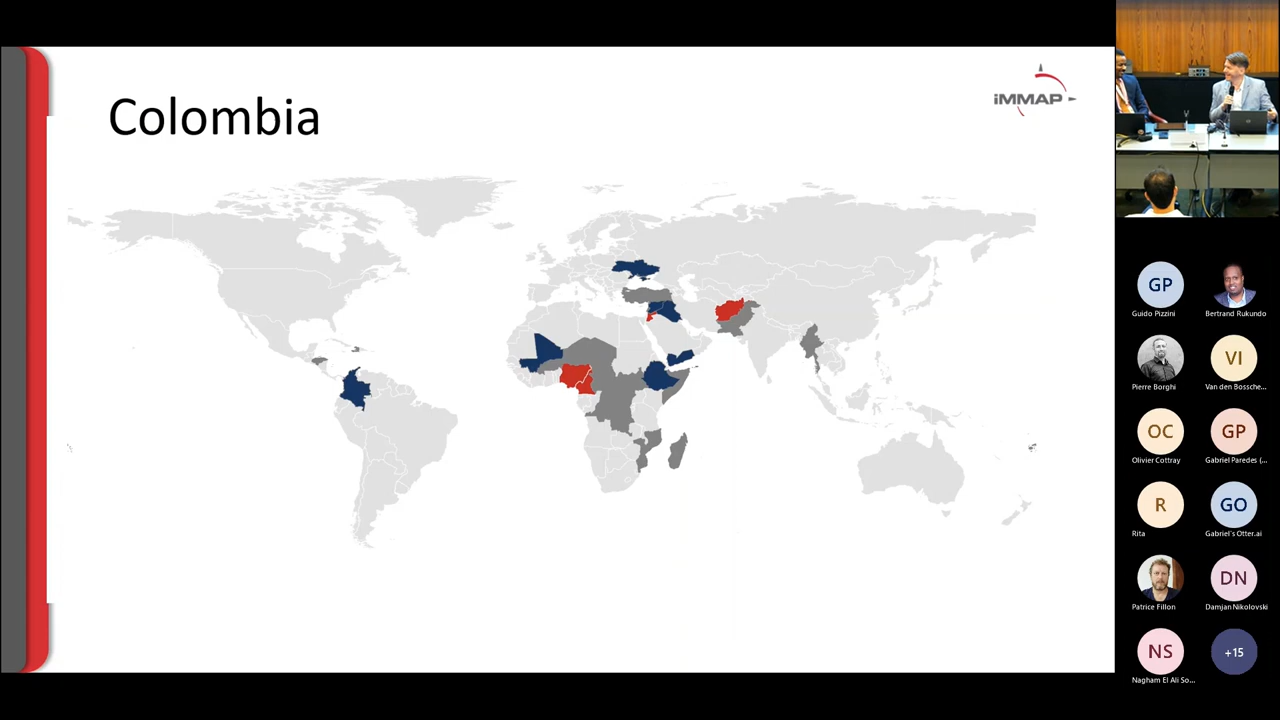 Colombia
iMMAP
GP
Guido Pizzini
Bertrand Rukundo
Pierre Borghi
VI
Van den Bossche...
OC
Olivier Cottray
GP
Gabriel Paredes (...
R
Rita
GO
Gabriel's Otter.ai
Patrice Fillon
DN
Damjan Nikolovski
NS
Nagham El Ali So...
+15